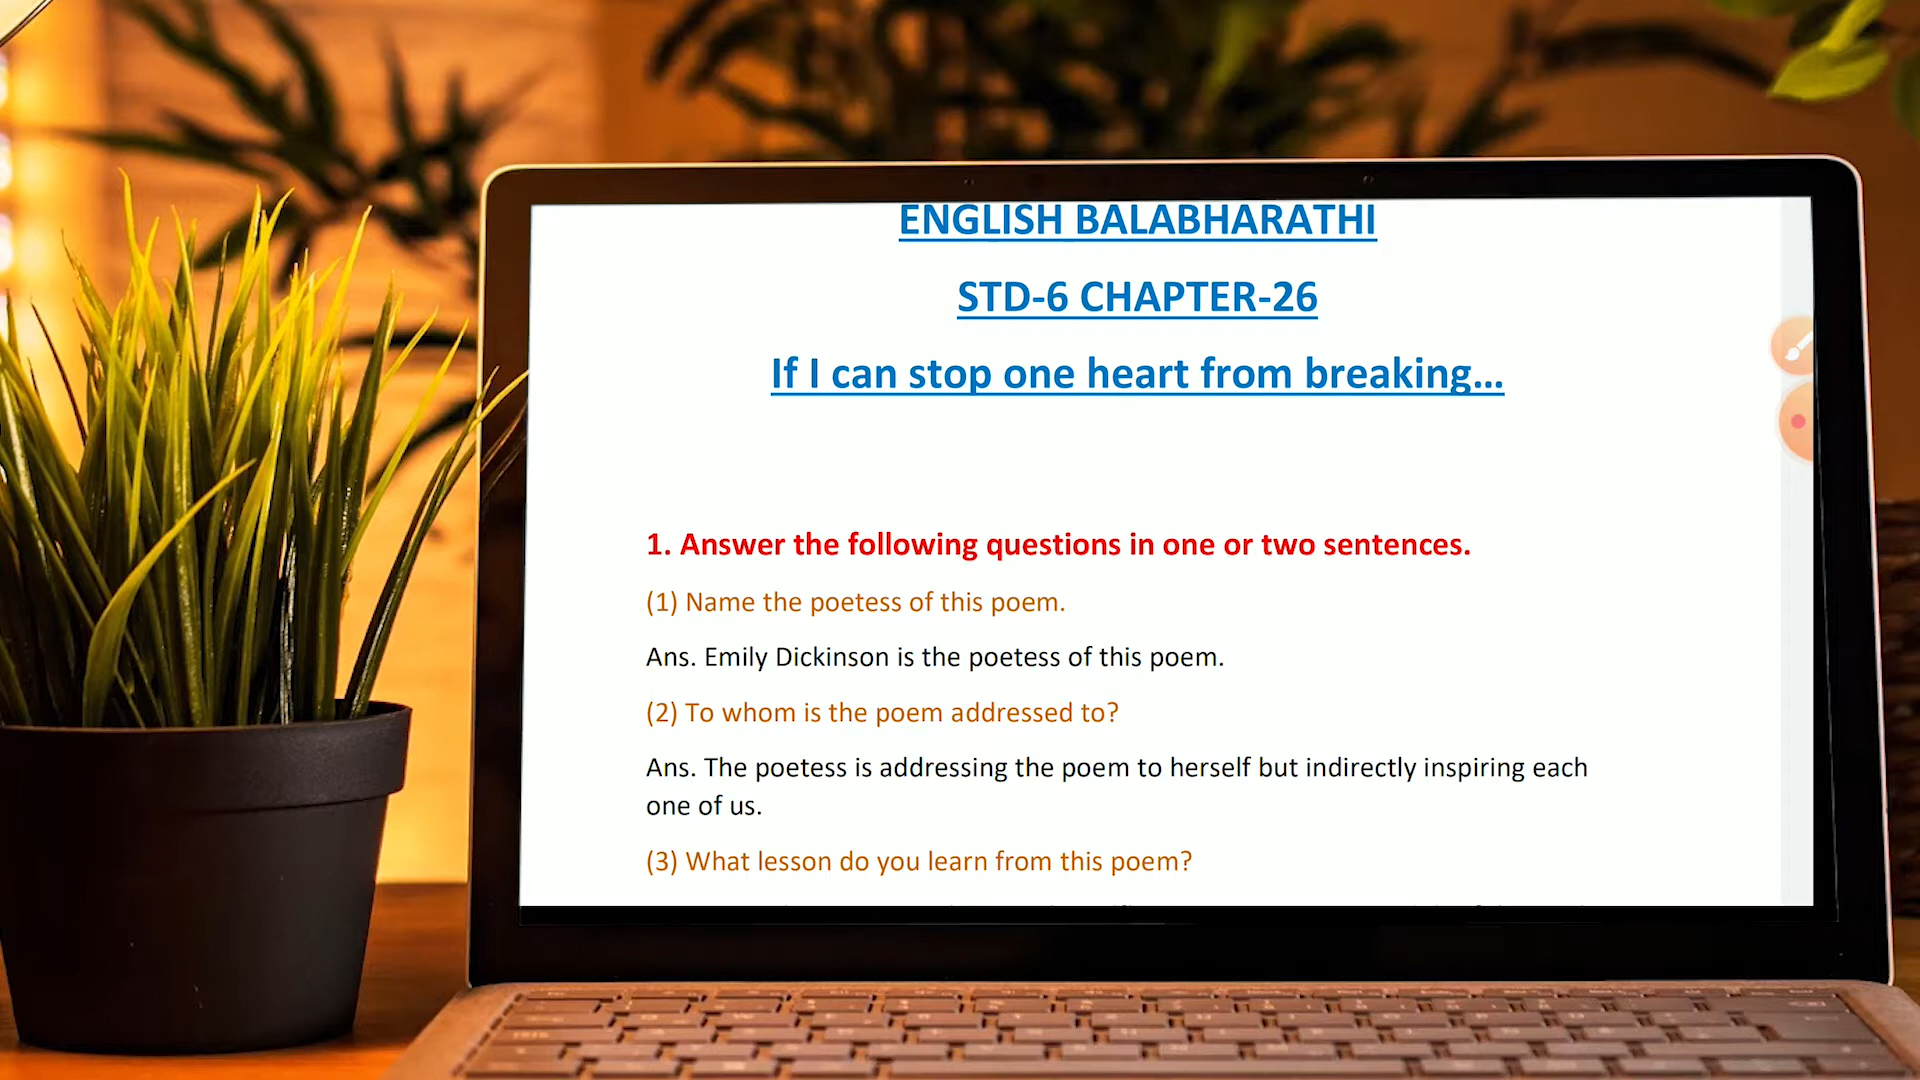 ENGLISH BALABHARATHI
STD-6 CHAPTER-26
If I can stop one heart from breaking...
1. Answer the following questions in one or two sentences.
(1) Name the poetess of this poem.
Ans. Emily Dickinson is the poetess of this poem.
(2) To whom is the poem addressed to?
Ans. The poetess is addressing the poem to herself but indirectly inspiring each
one of us.
(3) What lesson do you learn from this poem?